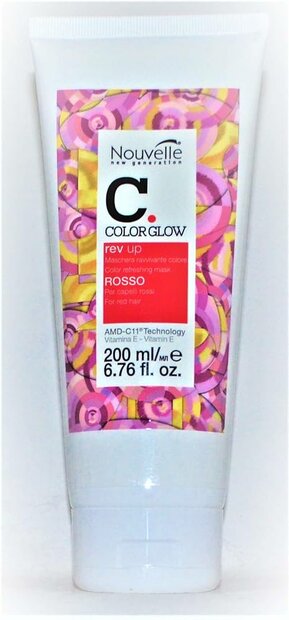 Nouvelle®
new generation
C.
COLOR GLOW
rev up
Maschera ravvivante colore
Color refreshing mask
ROSSO
Per capelli rossi
For red hair
AMD-C11® Technology
Vitamina E - Vitamin E
200 ml/мл e
6.76 fl. oz.